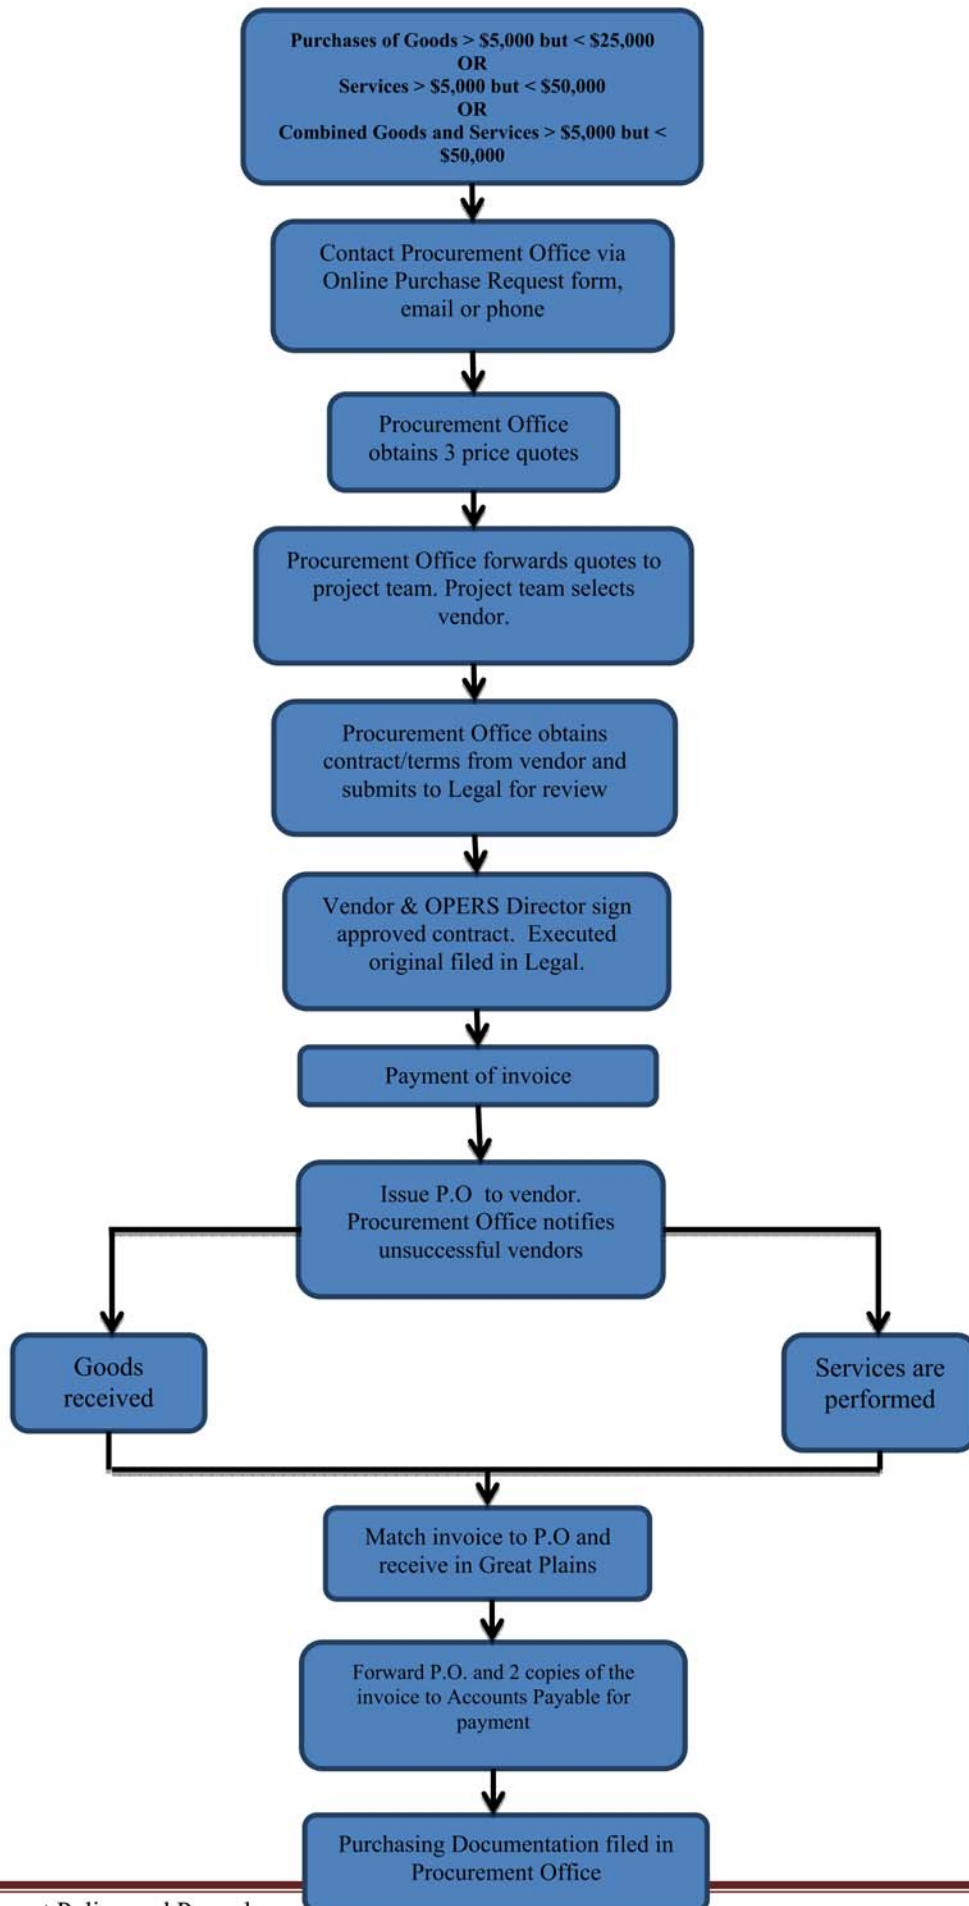 Purchases of Goods > $5,000 but < $25,000
OR
Services > $5,000 but < $50,000
OR
Combined Goods and Services > $5,000 but <
$50,000
Contact Procurement Office via
Online Purchase Request form,
email or phone
Procurement Office
obtains 3 price quotes
Procurement Office forwards quotes to
project team. Project team selects
vendor.
Procurement Office obtains
contract/terms from vendor and
submits to Legal for review
Vendor & OPERS Director sign
approved contract.  Executed
original filed in Legal.
Payment of invoice
Issue P.O  to vendor.
Procurement Office notifies
unsuccessful vendors
Goods
received
Services are
performed
Match invoice to P.O and
receive in Great Plains
Forward P.O. and 2 copies of the
invoice to Accounts Payable for
payment
Purchasing Documentation filed in
Procurement Office